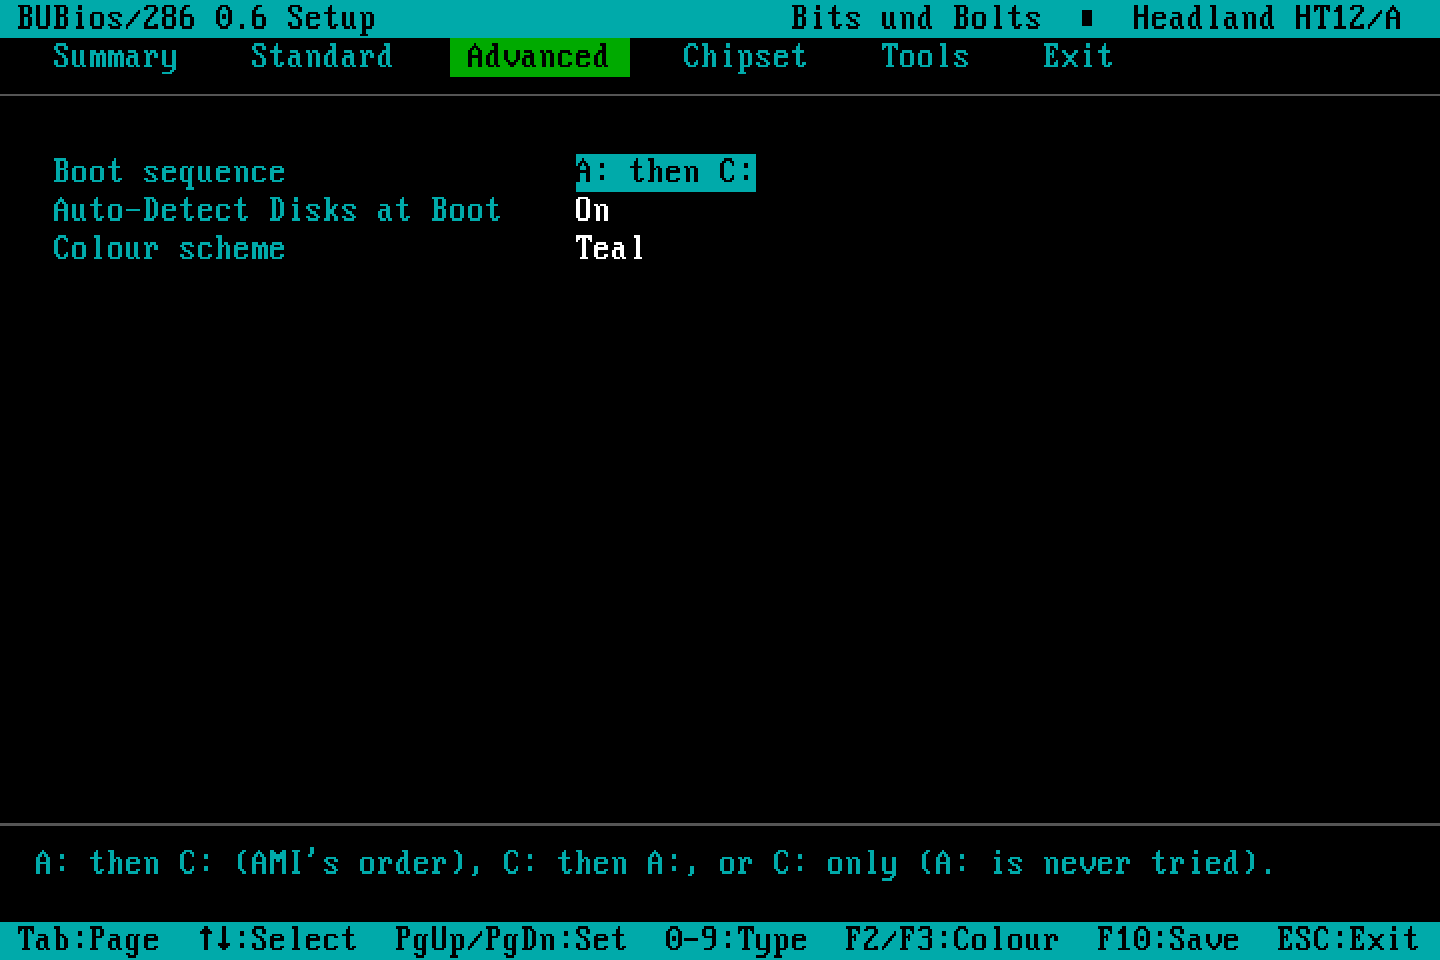 BUBios/286 0.6 Setup Bits und Bolts ▪ Headland HT12/A
Summary Standard Advanced Chipset Tools Exit
Boot sequence A: then C:
Auto-Detect Disks at Boot On
Colour scheme Teal
A: then C: (AMI's order), C: then A:, or C: only (A: is never tried).
Tab:Page ↑↓:Select PgUp/PgDn:Set 0-9:Type F2/F3:Colour F10:Save ESC:Exit